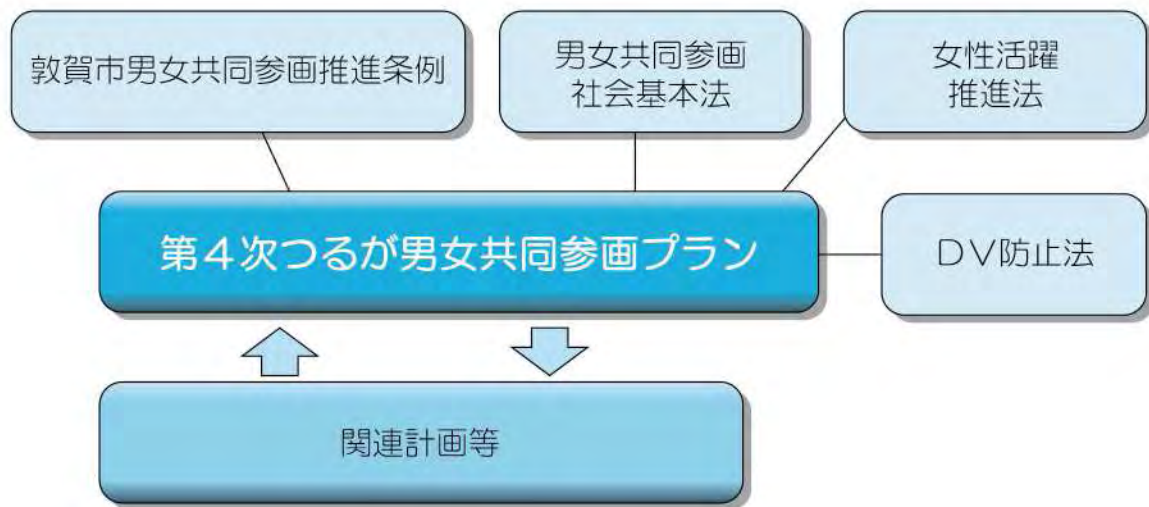 敦賀市男女共同参画推進条例
男女共同参画
社会基本法
女性活躍
推進法
第４次つるが男女共同参画プラン
ＤＶ防止法
関連計画等